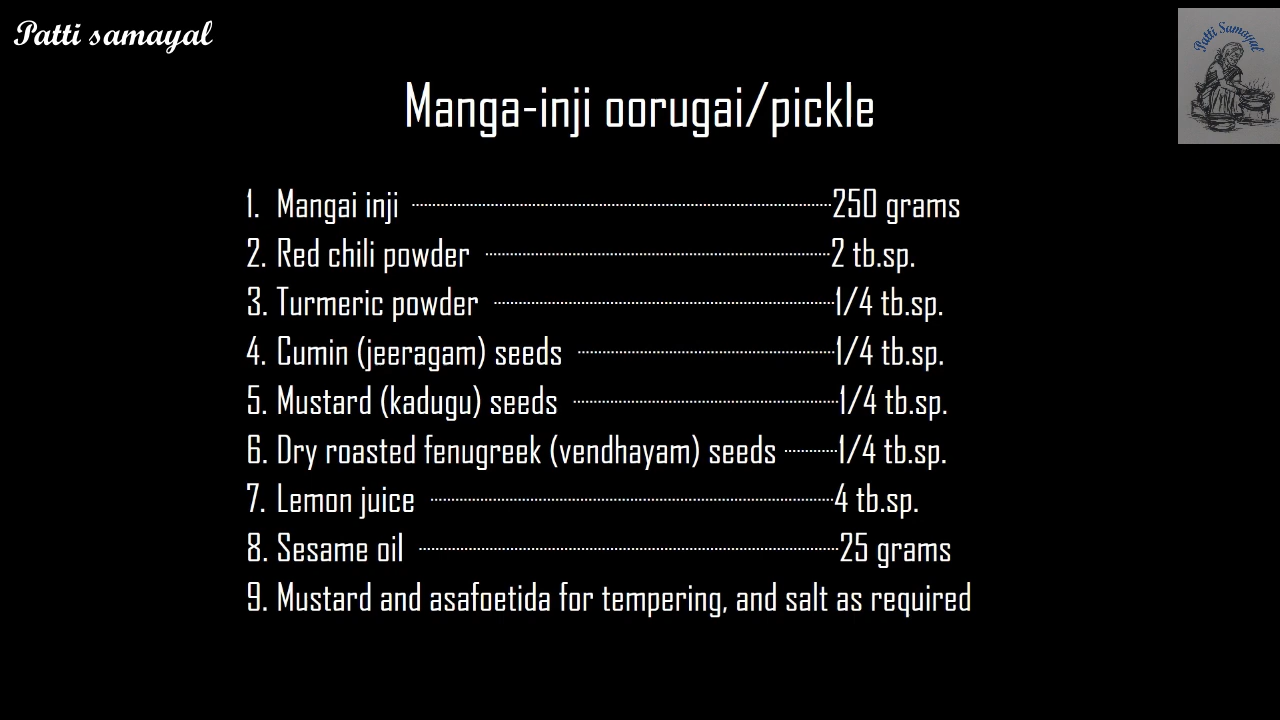 Patti samayal
Patti Samayal
Manga-inji oorugai/pickle
1. Mangai inji ----------250 grams
2. Red chili powder ----------2 tb.sp.
3. Turmeric powder ----------1/4 tb.sp.
4. Cumin (jeeragam) seeds ----------1/4 tb.sp.
5. Mustard (kadugu) seeds ----------1/4 tb.sp.
6. Dry roasted fenugreek (vendhayam) seeds ----------1/4 tb.sp.
7. Lemon juice ----------4 tb.sp.
8. Sesame oil ----------25 grams
9. Mustard and asafoetida for tempering, and salt as required